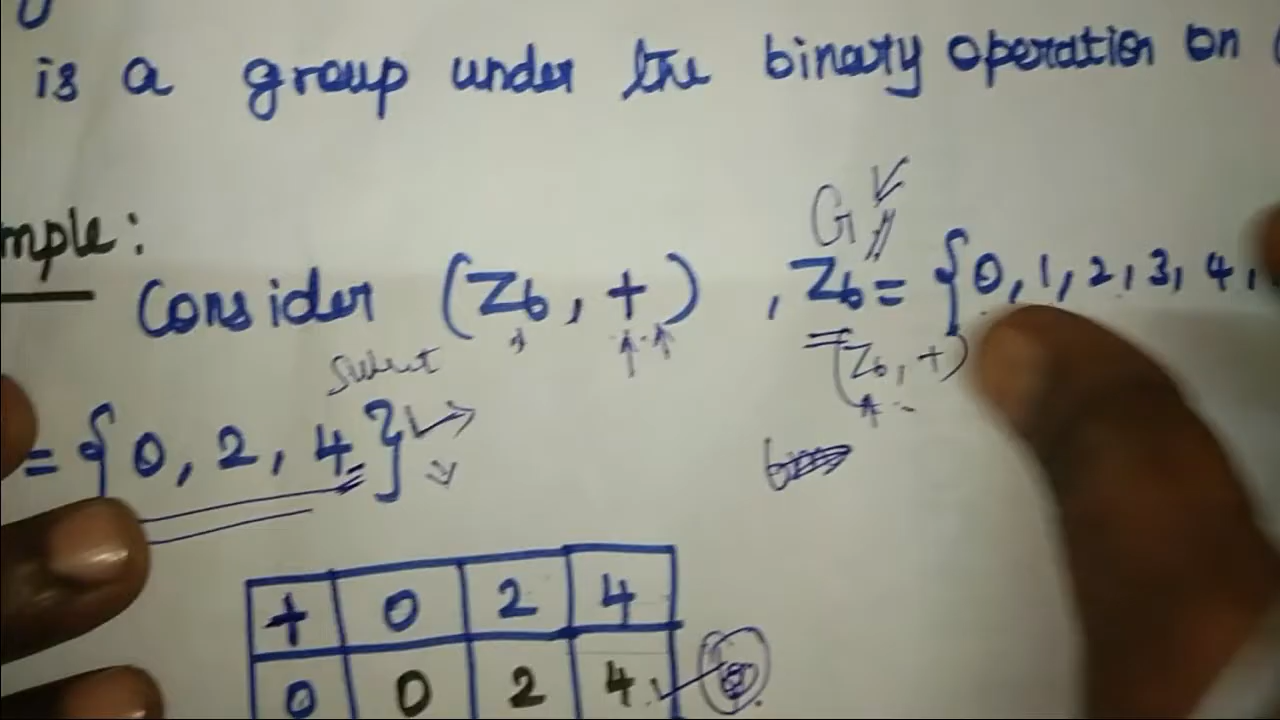 is a group under the binary operation on
mple:
G
Consider (Z6, +) , Z6 = {0, 1, 2, 3, 4,
(Z6, +)
= {0, 2, 4}
+ 0 2 4
0 0 2 4